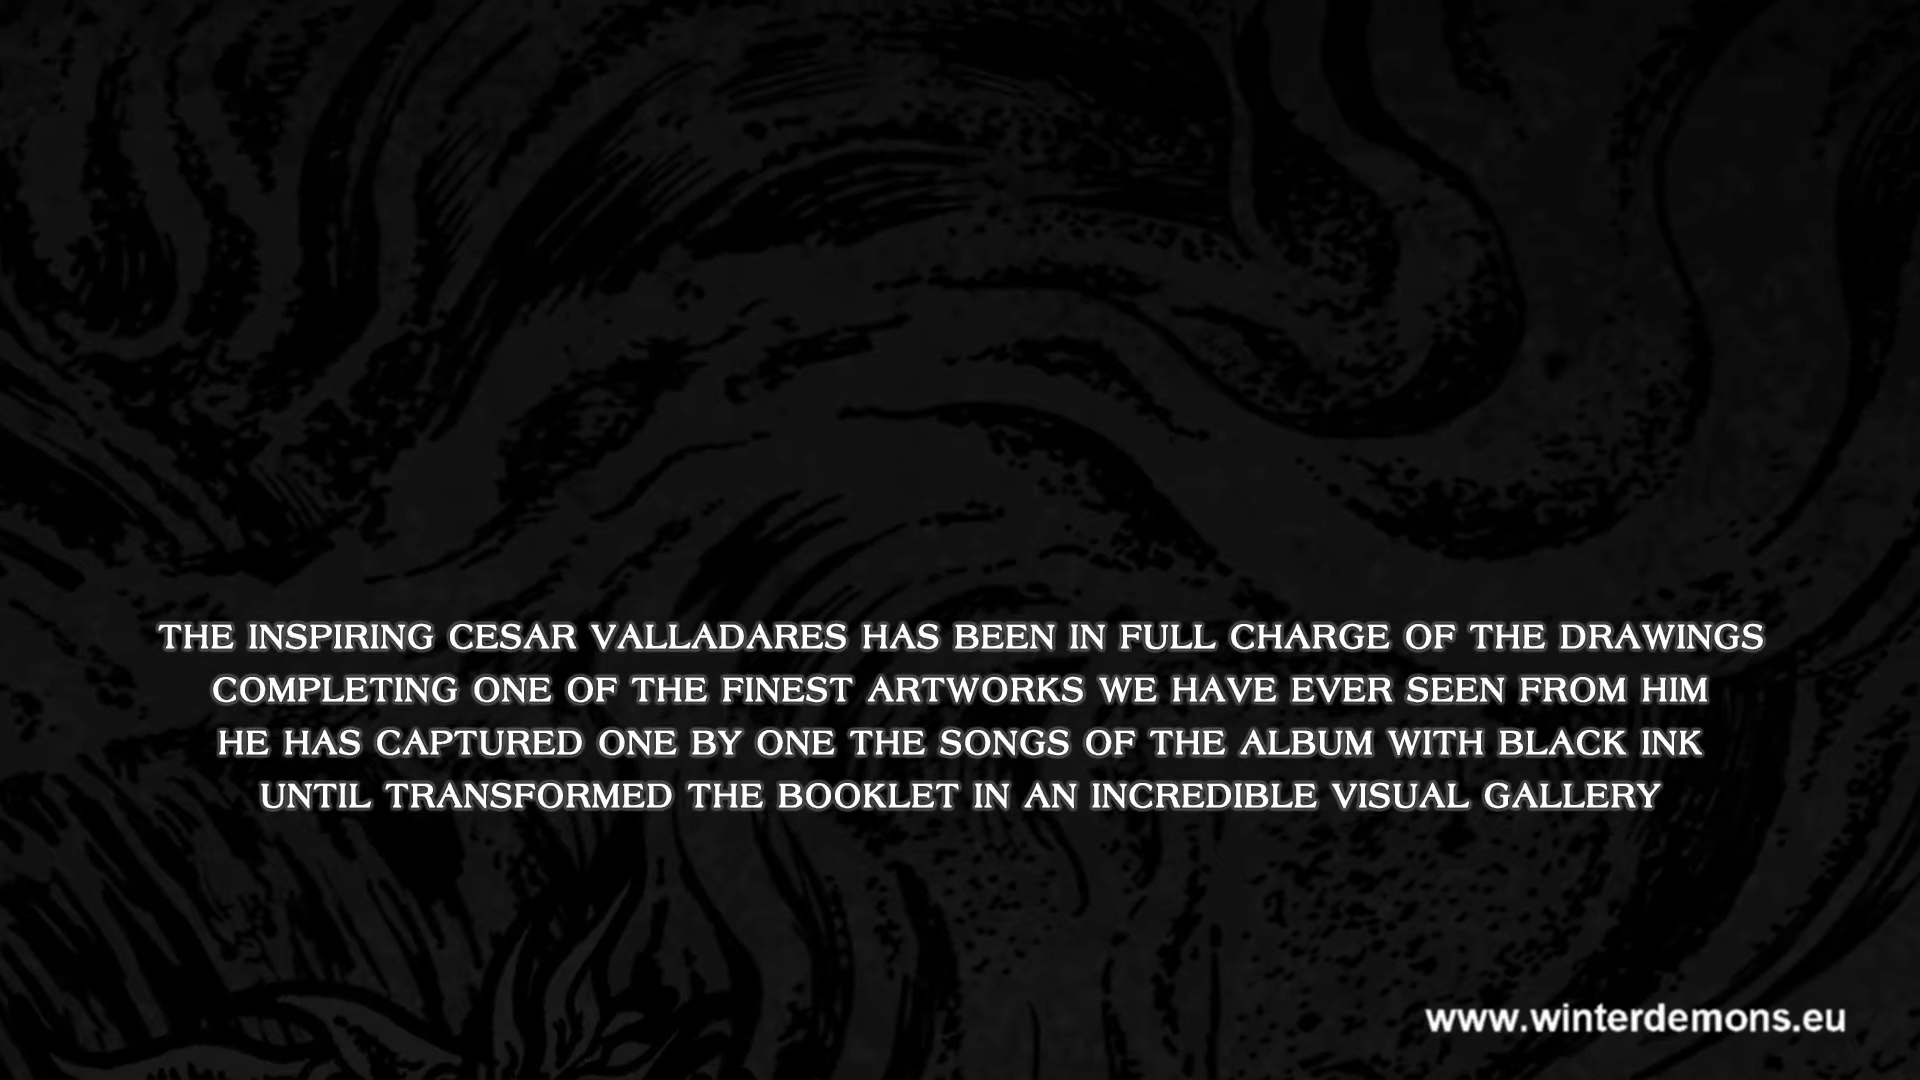 THE INSPIRING CESAR VALLADARES HAS BEEN IN FULL CHARGE OF THE DRAWINGS
COMPLETING ONE OF THE FINEST ARTWORKS WE HAVE EVER SEEN FROM HIM
HE HAS CAPTURED ONE BY ONE THE SONGS OF THE ALBUM WITH BLACK INK
UNTIL TRANSFORMED THE BOOKLET IN AN INCREDIBLE VISUAL GALLERY
www.winterdemons.eu